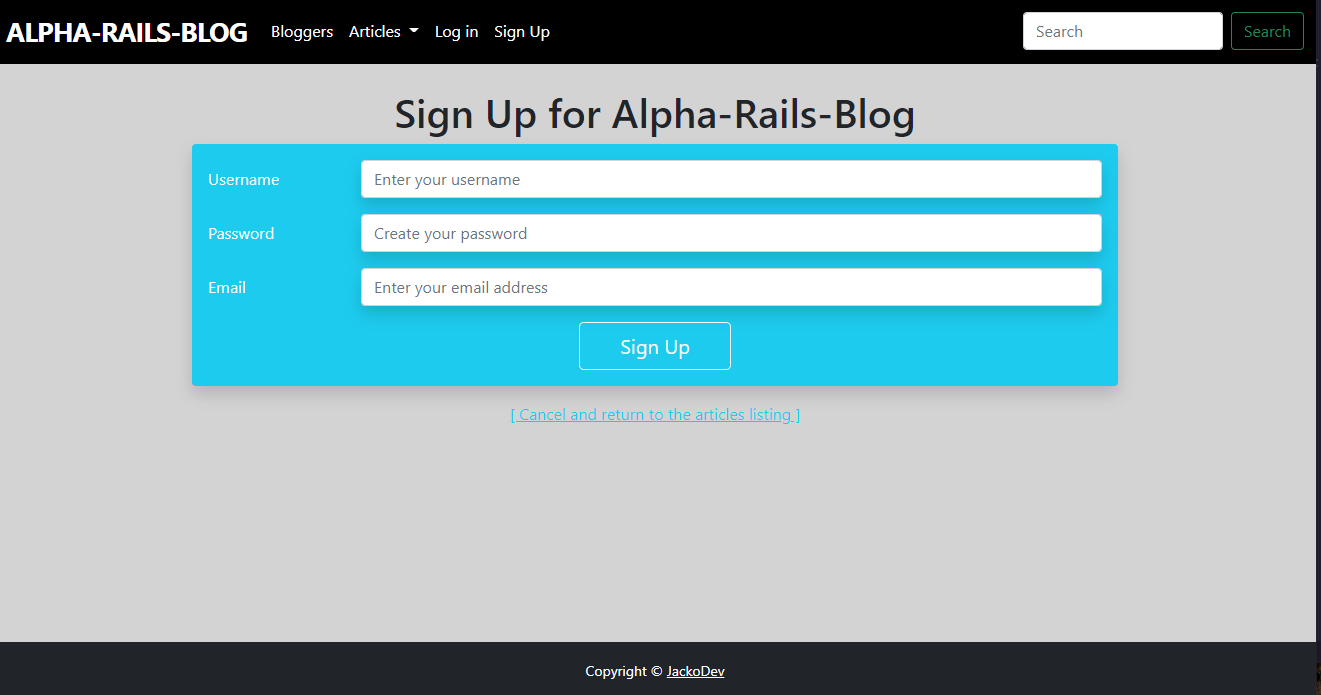 ALPHA-RAILS-BLOG Bloggers Articles Log in Sign Up Search Search
Sign Up for Alpha-Rails-Blog
Username Enter your username
Password Create your password
Email Enter your email address
Sign Up
[ Cancel and return to the articles listing ]
Copyright © JackoDev